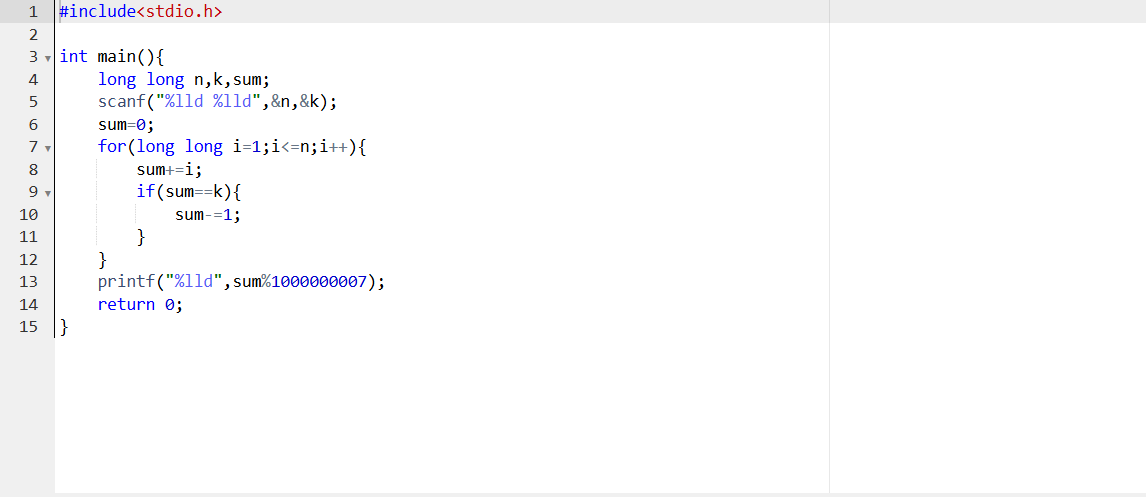 1 #include<stdio.h>
2
3 int main(){
4     long long n,k,sum;
5     scanf("%lld %lld",&n,&k);
6     sum=0;
7     for(long long i=1;i<=n;i++){
8         sum+=i;
9         if(sum==k){
10             sum-=1;
11         }
12     }
13     printf("%lld",sum%1000000007);
14     return 0;
15 }